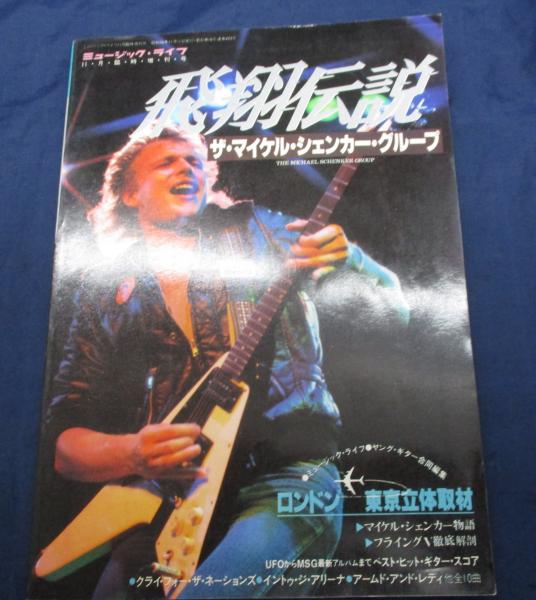 ミュージック・ライフ
11・月・臨・時・増・刊・号
飛翔伝説
ザ・マイケル・シェンカー・グループ
THE MICHAEL SCHENKER GROUP
●ミュージック・ライフ●ヤング・ギター合同編集
ロンドン 東京立体取材
▶マイケル・シェンカー物語
▶フライングV徹底解剖
UFOからMSG最新アルバムまでベスト・ヒット・ギター・スコア
●クライ・フォー・ザ・ネーションズ●イントゥ・ジ・アリーナ●アームド・アンド・レディ他全10曲